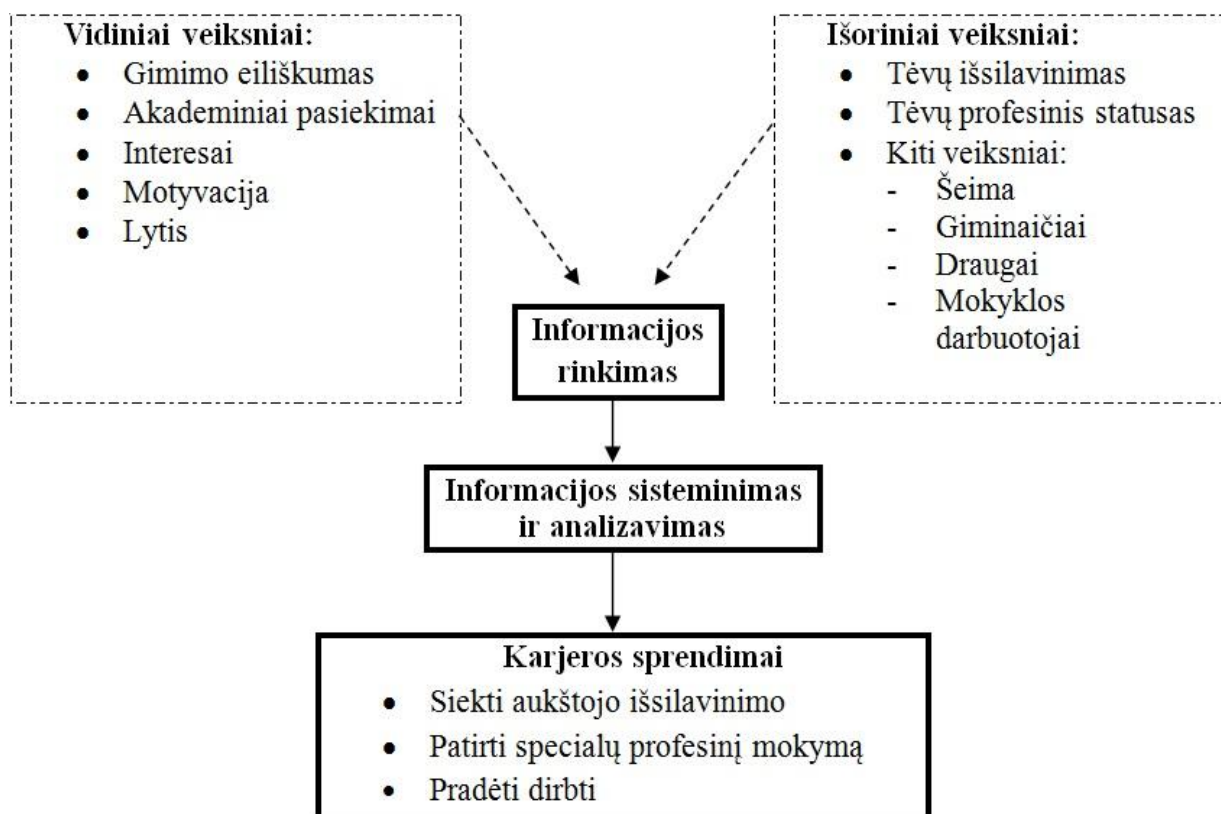 Vidiniai veiksniai:
• Gimimo eiliškumas
• Akademiniai pasiekimai
• Interesai
• Motyvacija
• Lytis
Išoriniai veiksniai:
• Tėvų išsilavinimas
• Tėvų profesinis statusas
• Kiti veiksniai:
- Šeima
- Giminaičiai
- Draugai
- Mokyklos
darbuotojai
Informacijos
rinkimas
Informacijos sisteminimas
ir analizavimas
Karjeros sprendimai
• Siekti aukštojo išsilavinimo
• Patirti specialų profesinį mokymą
• Pradėti dirbti